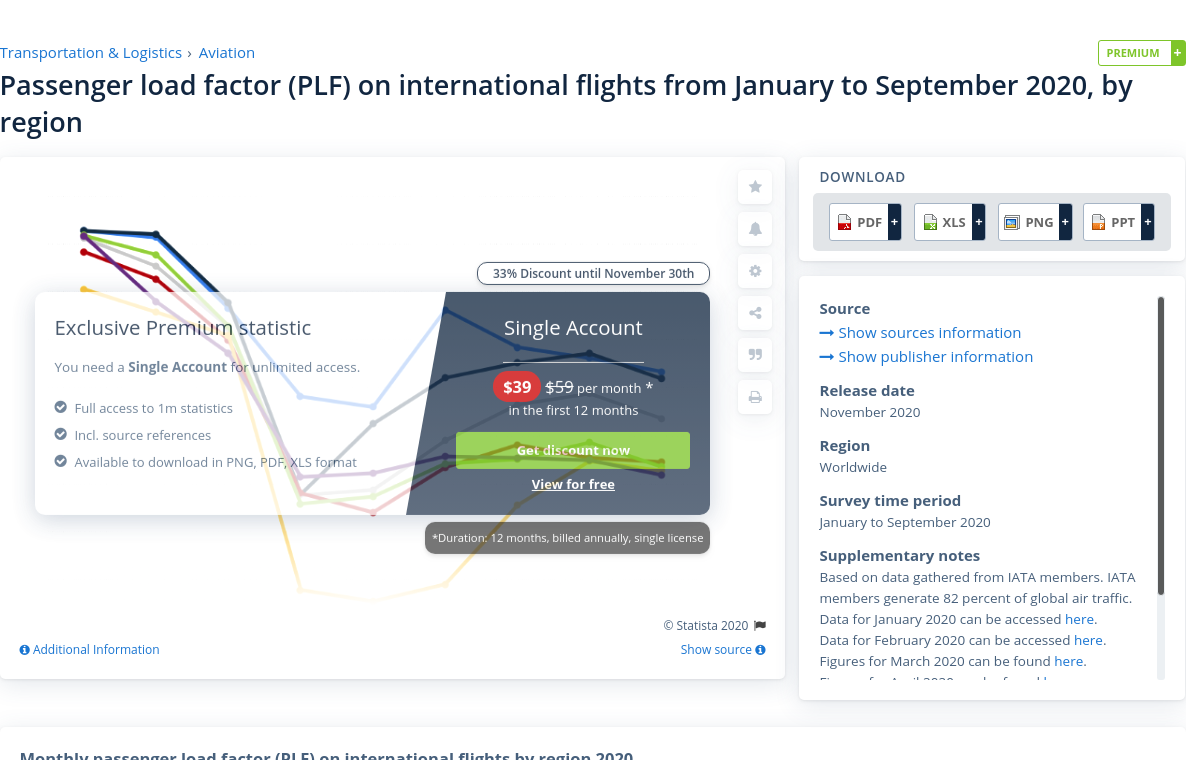 Transportation & Logistics › Aviation
PREMIUM +
Passenger load factor (PLF) on international flights from January to September 2020, by
region
33% Discount until November 30th
Exclusive Premium statistic
You need a Single Account for unlimited access.
Full access to 1m statistics
Incl. source references
Available to download in PNG, PDF, XLS format
Single Account
$39 $59 per month *
in the first 12 months
Get discount now
View for free
*Duration: 12 months, billed annually, single license
© Statista 2020
Additional Information
Show source
DOWNLOAD
PDF + XLS + PNG + PPT +
Source
Show sources information
Show publisher information
Release date
November 2020
Region
Worldwide
Survey time period
January to September 2020
Supplementary notes
Based on data gathered from IATA members. IATA
members generate 82 percent of global air traffic.
Data for January 2020 can be accessed here.
Data for February 2020 can be accessed here.
Figures for March 2020 can be found here.
Monthly passenger load factor (PLF) on international flights by region 2020